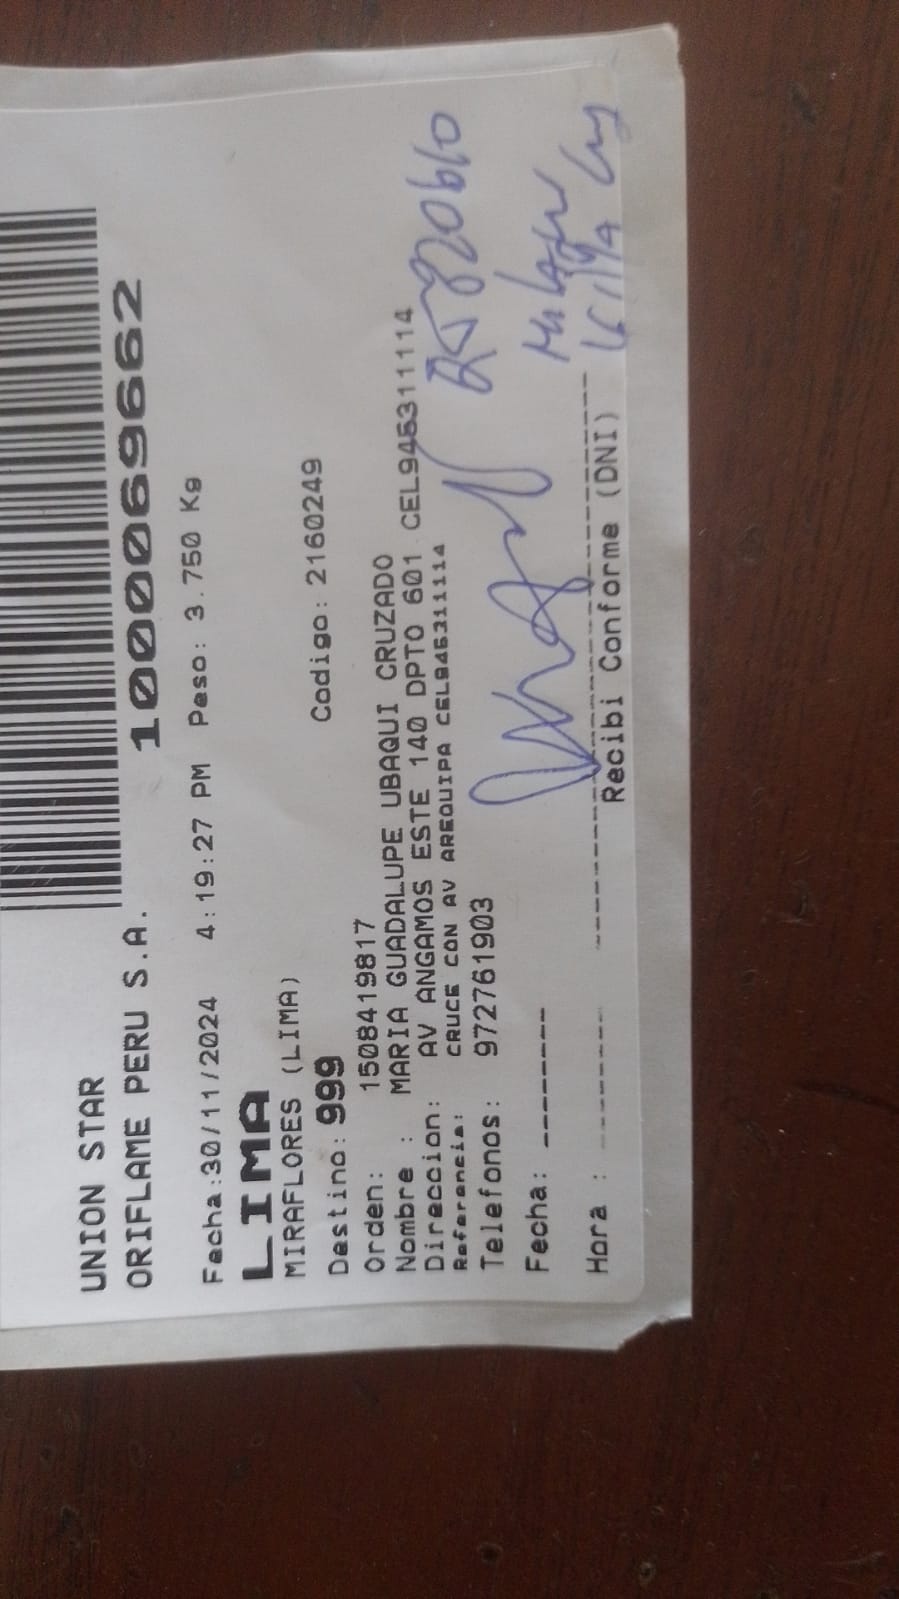 UNION STAR
ORIFLAME PERU S.A. 1000069662
Fecha:30/11/2024 4:19:27 PM Peso: 3.750 Kg
LIMA
MIRAFLORES (LIMA)
Destino: 999 Codigo: 2160249
Orden: 1508419817
Nombre : MARIA GUADALUPE UBAQUI CRUZADO
Direccion: AV ANGAMOS ESTE 140 DPTO 601 CEL946311114
Referencia: CRUCE CON AV AREQUIPA CEL946311114
Telefonos: 972761903
Fecha: --------
Hora : --------
Recibi Conforme (DNI)